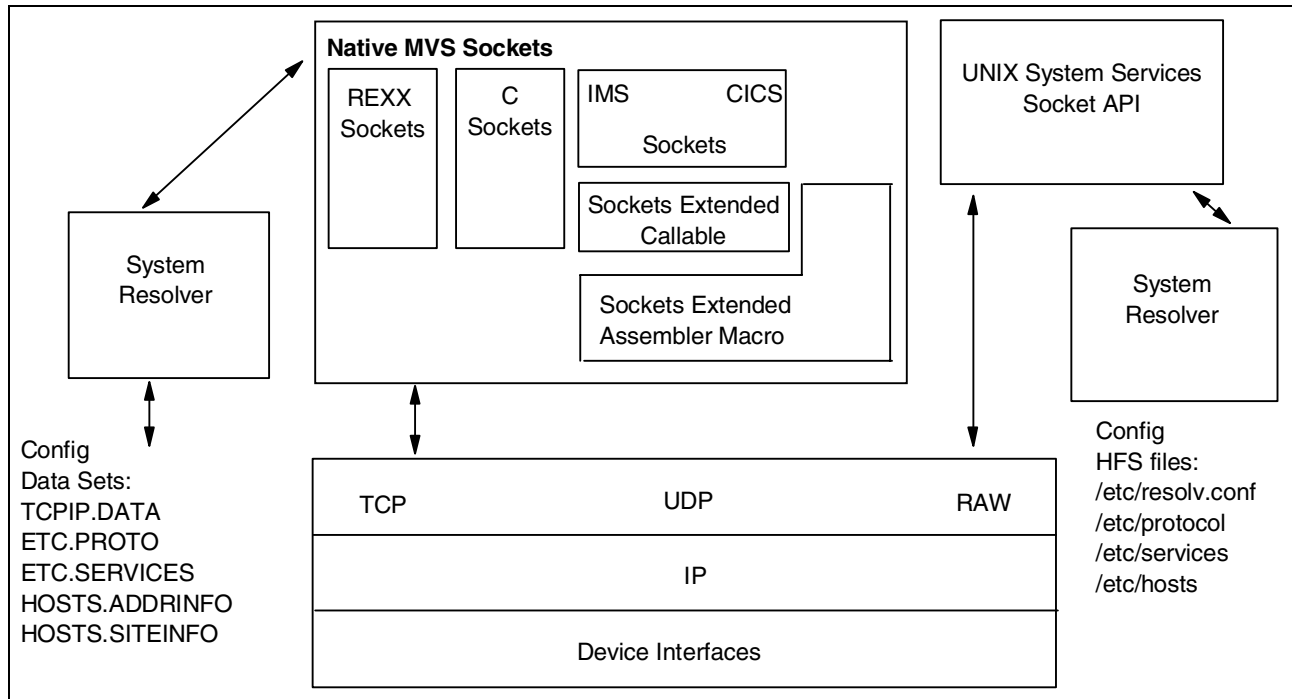 Native MVS Sockets
REXX
Sockets
C
Sockets
IMS CICS
Sockets
Sockets Extended
Callable
Sockets Extended
Assembler Macro
UNIX System Services
Socket API
System
Resolver
System
Resolver
Config
Data Sets:
TCPIP.DATA
ETC.PROTO
ETC.SERVICES
HOSTS.ADDRINFO
HOSTS.SITEINFO
TCP UDP RAW
IP
Device Interfaces
Config
HFS files:
/etc/resolv.conf
/etc/protocol
/etc/services
/etc/hosts